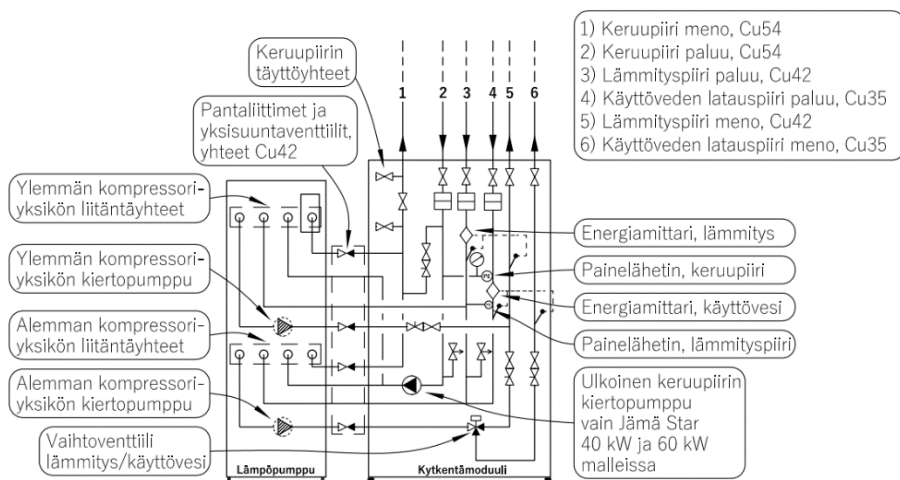 Keruupiirin
täyttöyhteet
Pantaliittimet ja
yksisuuntaventtiilit,
yhteet Cu42
Ylemmän kompressori-
yksikön liitäntäyhteet
Ylemmän kompressori-
yksikön kiertopumppu
Alemman kompressori-
yksikön liitäntäyhteet
Alemman kompressori-
yksikön kiertopumppu
Vaihtoventtiili
lämmitys/käyttövesi
Lämpöpumppu
1 2 3 4 5 6
PE
Kytkentämoduuli
1) Keruupiiri meno, Cu54
2) Keruupiiri paluu, Cu54
3) Lämmityspiiri paluu, Cu42
4) Käyttöveden latauspiiri paluu, Cu35
5) Lämmityspiiri meno, Cu42
6) Käyttöveden latauspiiri meno, Cu35
Energiamittari, lämmitys
Painelähetin, keruupiiri
Energiamittari, käyttövesi
Painelähetin, lämmityspiiri
Ulkoinen keruupiirin
kiertopumppu
vain Jämä Star
40 kW ja 60 kW
malleissa